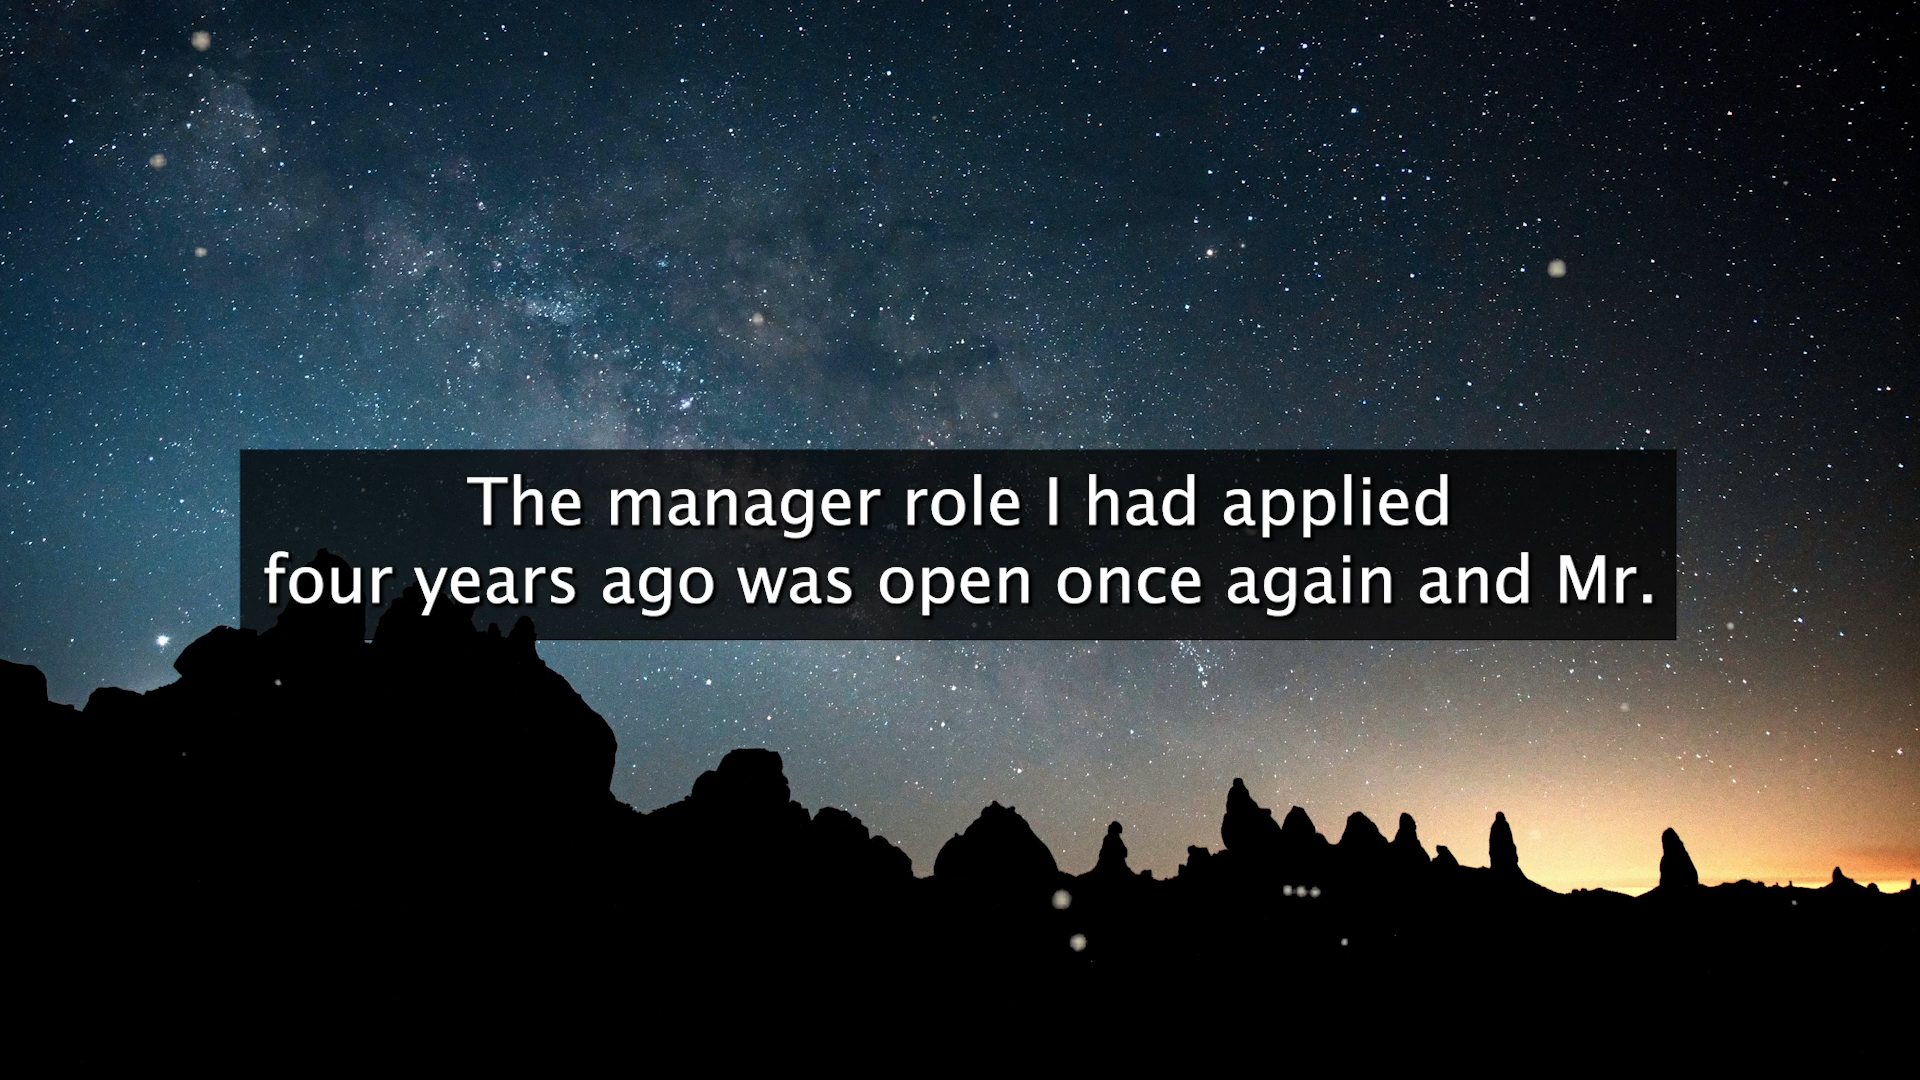 The manager role I had applied
four years ago was open once again and Mr.